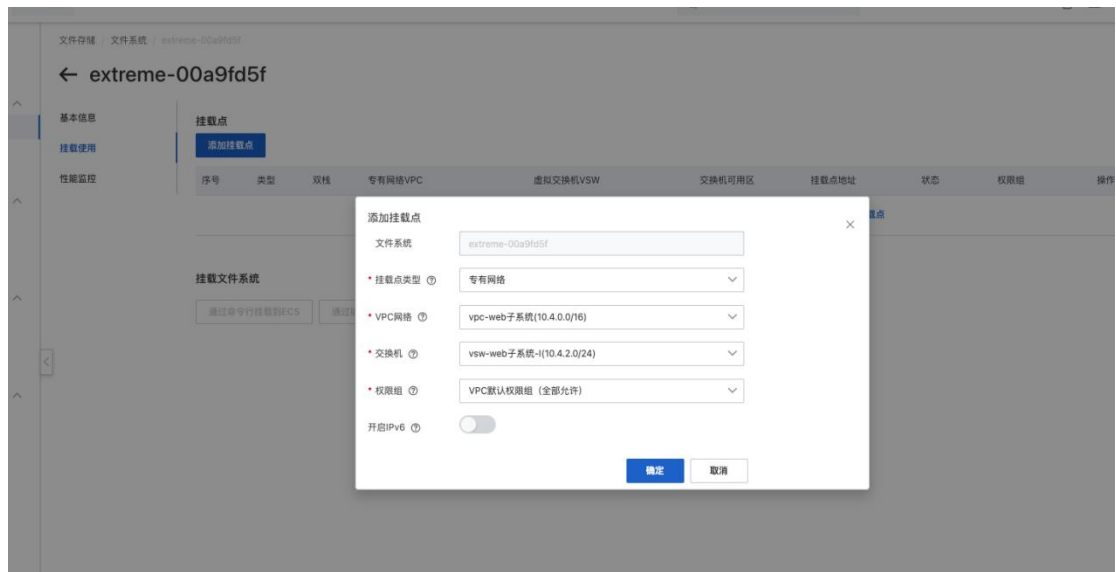 文件存储 / 文件系统 / extreme-00a9fd5f
← extreme-00a9fd5f
基本信息
挂载使用
性能监控
挂载点
添加挂载点
序号 类型 双栈 专有网络VPC 虚拟交换机VSW 交换机可用区 挂载点地址 状态 权限组 操作
载点
添加挂载点
文件系统 extreme-00a9fd5f
* 挂载点类型 专有网络
* VPC网络 vpc-web子系统(10.4.0.0/16)
* 交换机 vsw-web子系统-I(10.4.2.0/24)
* 权限组 VPC默认权限组（全部允许）
开启IPv6
确定 取消
挂载文件系统
通过命令行挂载到ECS 通过